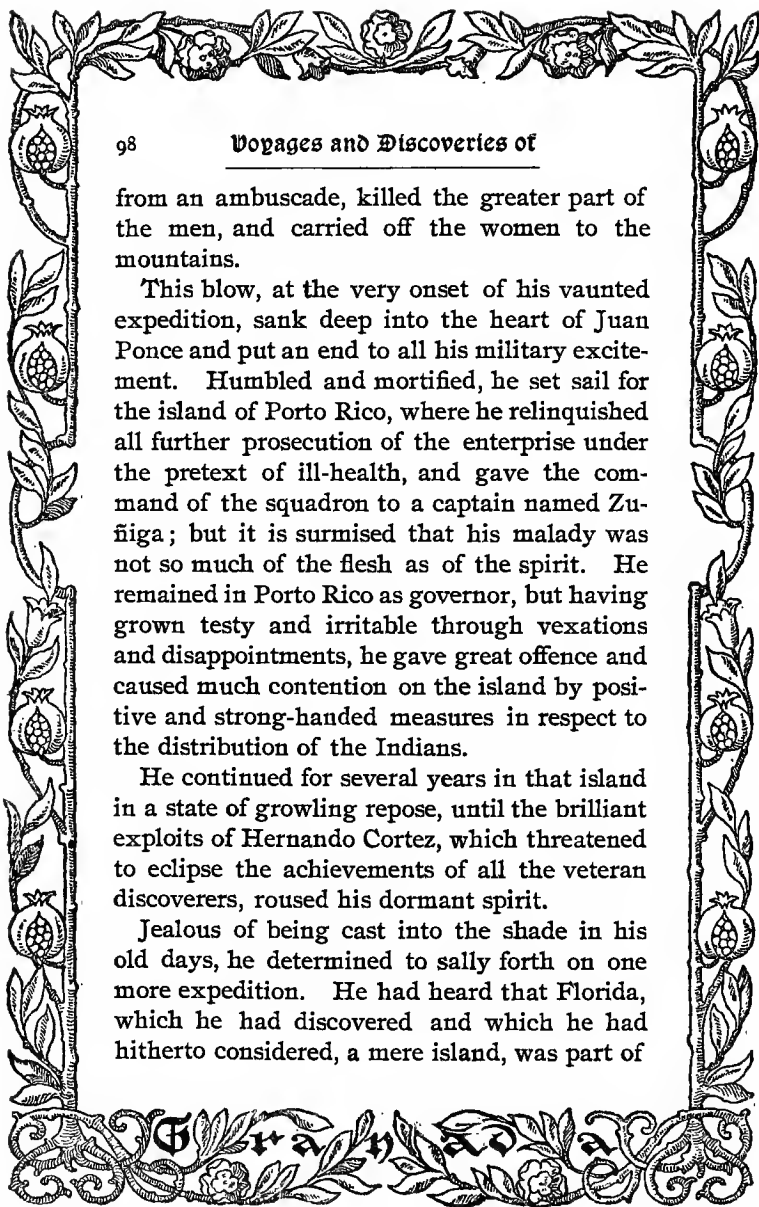 98 Voyages and Discoveries of
from an ambuscade, killed the greater part of
the men, and carried off the women to the
mountains.
This blow, at the very onset of his vaunted
expedition, sank deep into the heart of Juan
Ponce and put an end to all his military excite-
ment. Humbled and mortified, he set sail for
the island of Porto Rico, where he relinquished
all further prosecution of the enterprise under
the pretext of ill-health, and gave the com-
mand of the squadron to a captain named Zu-
ñiga; but it is surmised that his malady was
not so much of the flesh as of the spirit. He
remained in Porto Rico as governor, but having
grown testy and irritable through vexations
and disappointments, he gave great offence and
caused much contention on the island by posi-
tive and strong-handed measures in respect to
the distribution of the Indians.
He continued for several years in that island
in a state of growling repose, until the brilliant
exploits of Hernando Cortez, which threatened
to eclipse the achievements of all the veteran
discoverers, roused his dormant spirit.
Jealous of being cast into the shade in his
old days, he determined to sally forth on one
more expedition. He had heard that Florida,
which he had discovered and which he had
hitherto considered, a mere island, was part of
Granada